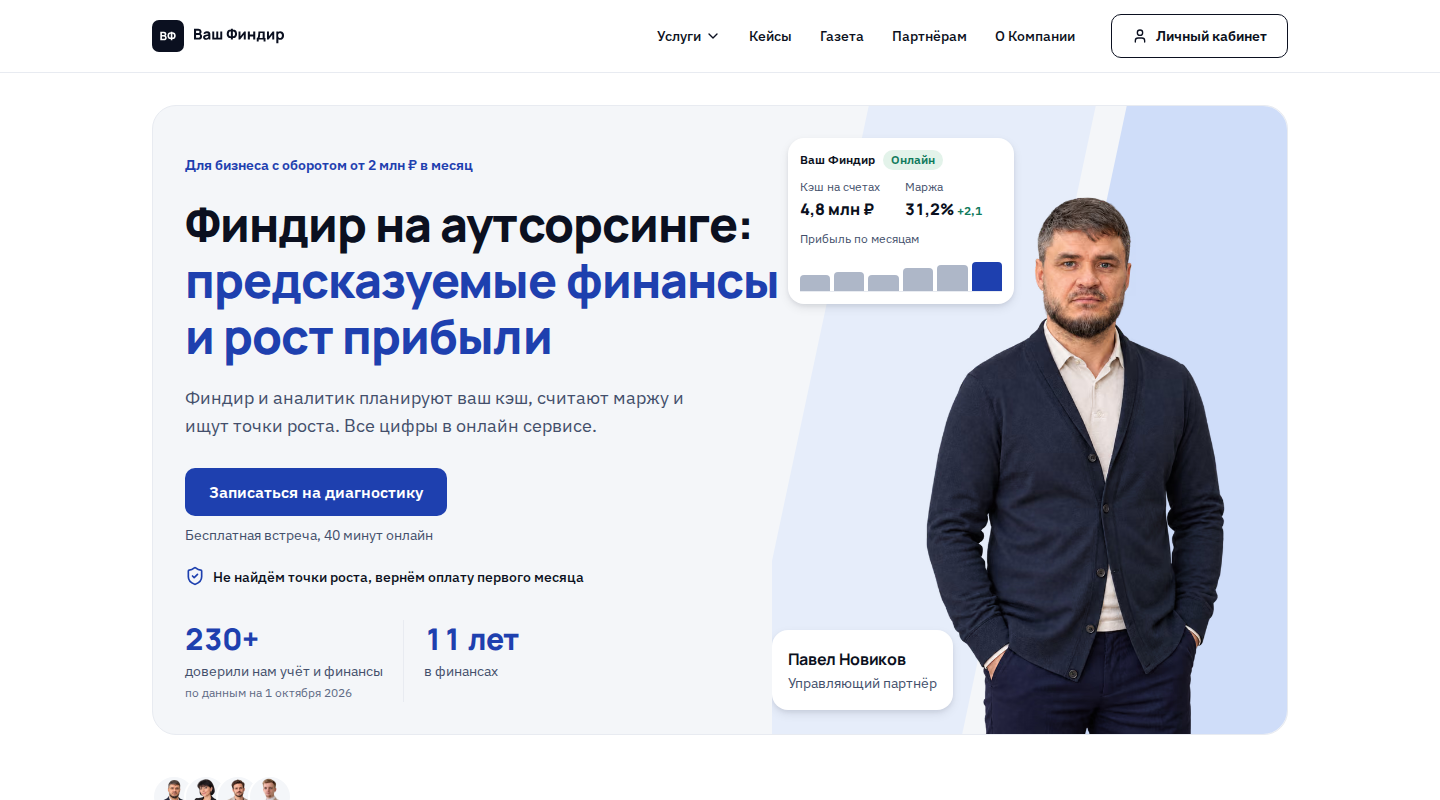 ВФ Ваш Финдир
Услуги Кейсы Газета Партнёрам О Компании Личный кабинет
Для бизнеса с оборотом от 2 млн ₽ в месяц
Финдир на аутсорсинге:
предсказуемые финансы
и рост прибыли
Финдир и аналитик планируют ваш кэш, считают маржу и
ищут точки роста. Все цифры в онлайн сервисе.
Записаться на диагностику
Бесплатная встреча, 40 минут онлайн
Не найдём точки роста, вернём оплату первого месяца
230+
доверили нам учёт и финансы
по данным на 1 октября 2026
11 лет
в финансах
Ваш Финдир Онлайн
Кэш на счетах Маржа
4,8 млн ₽ 31,2% +2,1
Прибыль по месяцам
Павел Новиков
Управляющий партнёр